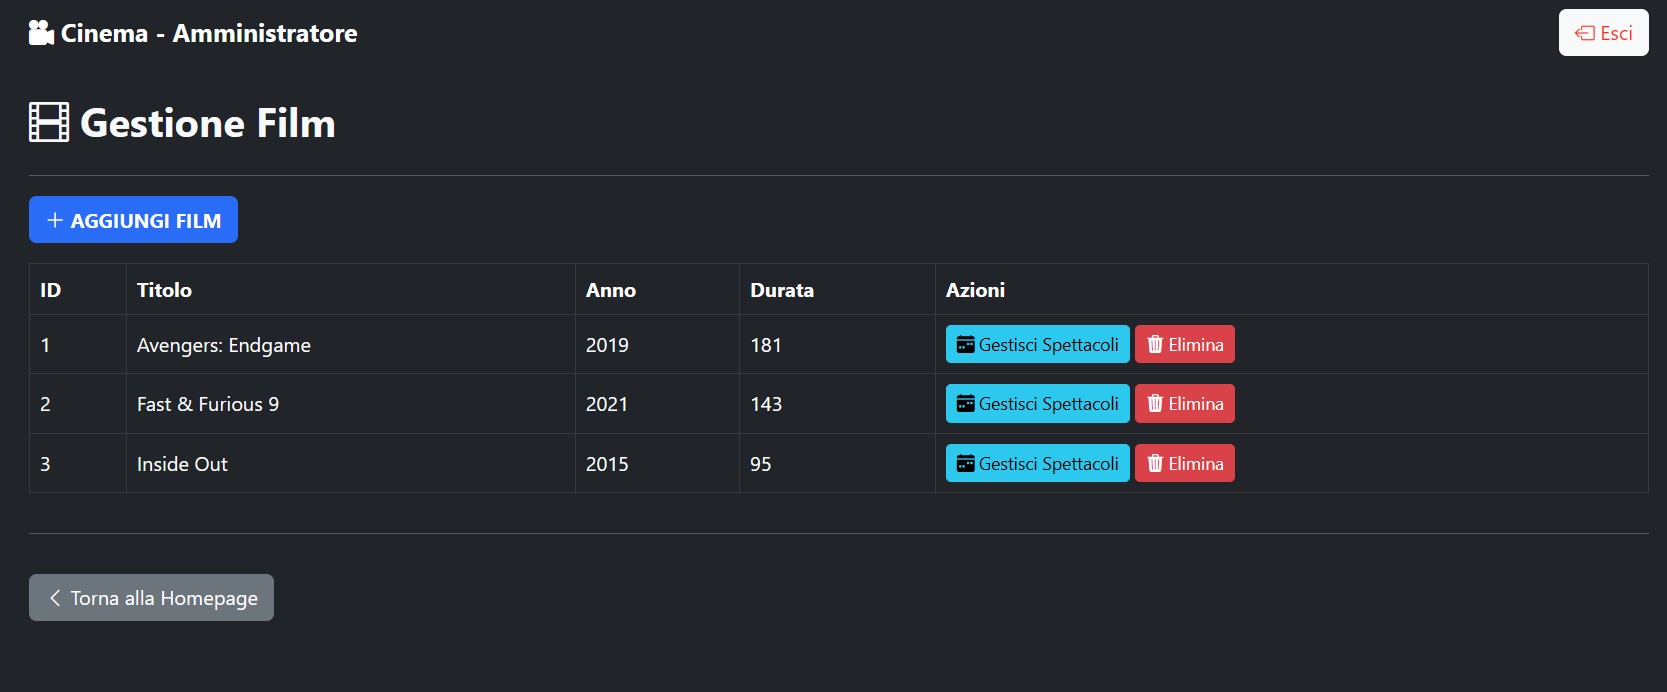 Cinema - Amministratore
Esci
Gestione Film
AGGIUNGI FILM
ID Titolo Anno Durata Azioni
1 Avengers: Endgame 2019 181 Gestisci Spettacoli Elimina
2 Fast & Furious 9 2021 143 Gestisci Spettacoli Elimina
3 Inside Out 2015 95 Gestisci Spettacoli Elimina
Torna alla Homepage